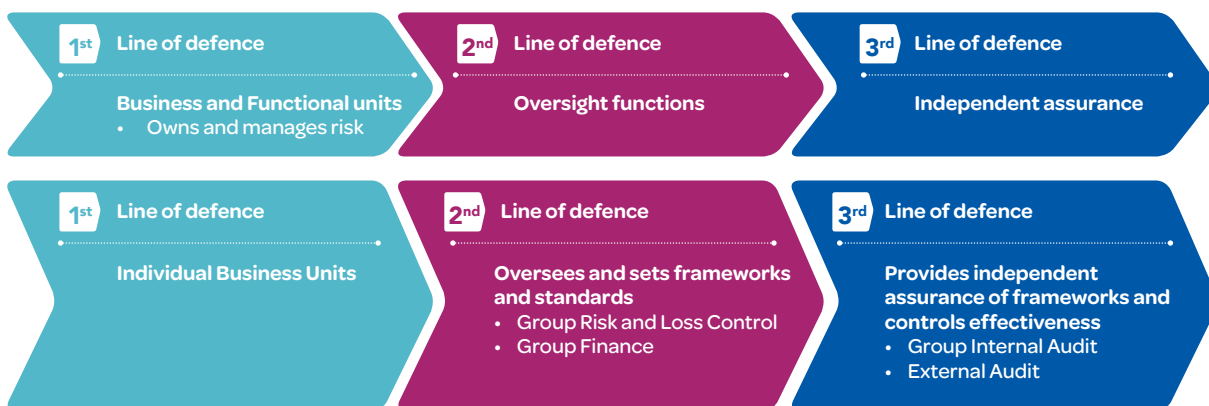 1st Line of defence
Business and Functional units
• Owns and manages risk
2nd Line of defence
Oversight functions
3rd Line of defence
Independent assurance
1st Line of defence
Individual Business Units
2nd Line of defence
Oversees and sets frameworks
and standards
• Group Risk and Loss Control
• Group Finance
3rd Line of defence
Provides independent
assurance of frameworks and
controls effectiveness
• Group Internal Audit
• External Audit